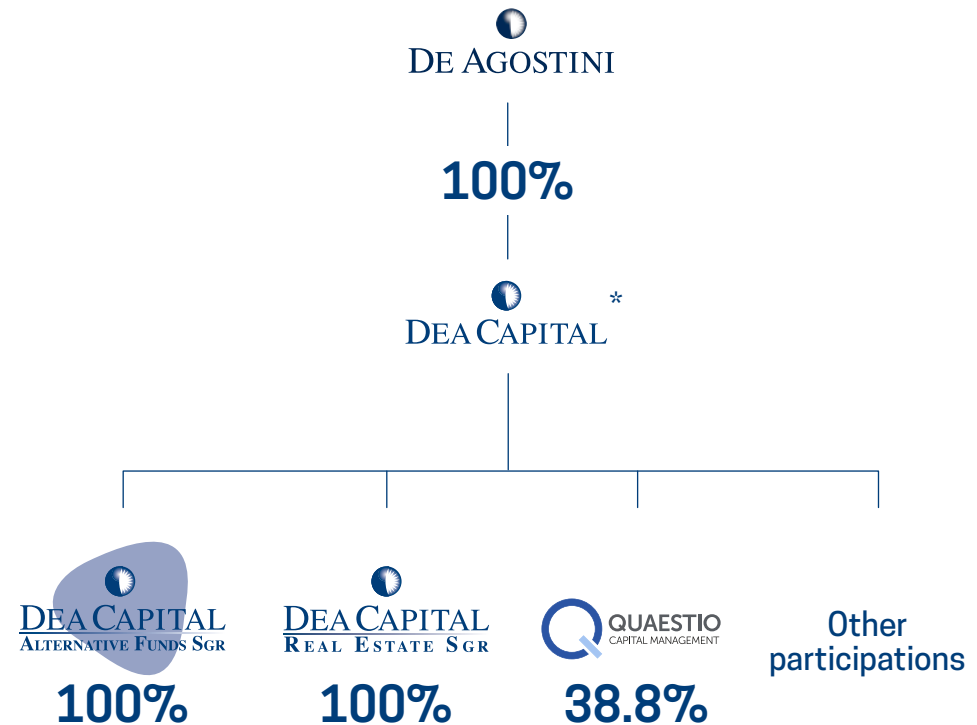 DE AGOSTINI
100%
DEA CAPITAL *
DEA CAPITAL
ALTERNATIVE FUNDS SGR
100%
DEA CAPITAL
REAL ESTATE SGR
100%
QUAESTIO
CAPITAL MANAGEMENT
38.8%
Other
participations